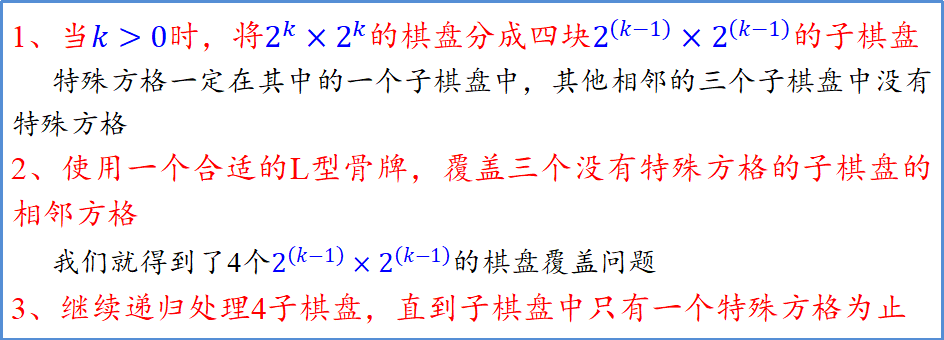 1、当k > 0时，将2^k × 2^k的棋盘分成四块2^(k−1) × 2^(k−1)的子棋盘
特殊方格一定在其中的一个子棋盘中，其他相邻的三个子棋盘中没有
特殊方格
2、使用一个合适的L型骨牌，覆盖三个没有特殊方格的子棋盘的
相邻方格
我们就得到了4个2^(k−1) × 2^(k−1)的棋盘覆盖问题
3、继续递归处理4子棋盘，直到子棋盘中只有一个特殊方格为止